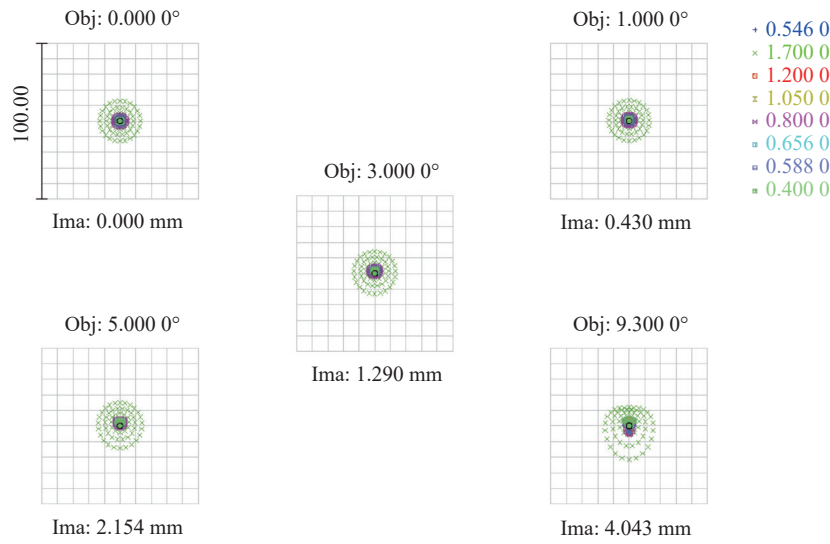 Obj: 0.000 0°
Obj: 1.000 0°
0.546 0
1.700 0
1.200 0
1.050 0
0.800 0
0.656 0
0.588 0
0.400 0
100.00
Ima: 0.000 mm
Ima: 0.430 mm
Obj: 3.000 0°
Ima: 1.290 mm
Obj: 5.000 0°
Obj: 9.300 0°
Ima: 2.154 mm
Ima: 4.043 mm